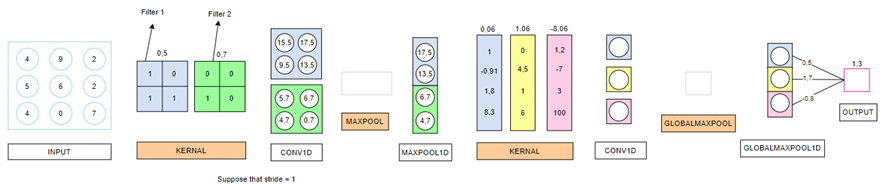 Filter 1
Filter 2
0,5
0,7
4 9 2
5 6 2
4 0 7
INPUT
1 0
1 1
0 0
1 0
KERNAL
Suppose that stride = 1
15,5 17,5
9.5 13,5
5,7 6,7
4,7 0,7
CONV1D
MAXPOOL
17,5
13,5
6,7
4,7
MAXPOOL1D
0,06 1,06 -8,06
1 0 1,2
-0.91 4,5 -7
1,8 1 3
8,3 6 100
KERNAL
CONV1D
GLOBALMAXPOOL
GLOBALMAXPOOL1D
0,5
1,7
-0,8
1,3
OUTPUT